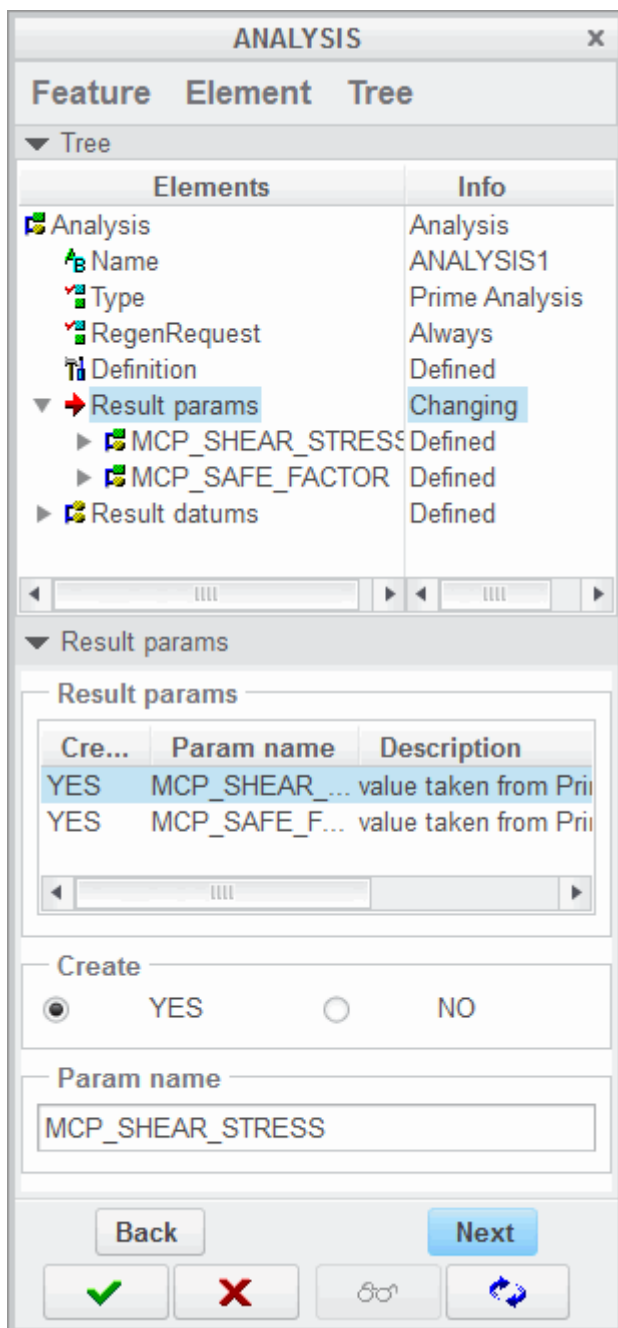 ANALYSIS
Feature Element Tree
Tree
Elements Info
Analysis Analysis
Name ANALYSIS1
Type Prime Analysis
RegenRequest Always
Definition Defined
Result params Changing
MCP_SHEAR_STRESS Defined
MCP_SAFE_FACTOR Defined
Result datums Defined
Result params
Result params
Cre... Param name Description
YES MCP_SHEAR_... value taken from Pri
YES MCP_SAFE_F... value taken from Pri
Create
YES NO
Param name
MCP_SHEAR_STRESS
Back Next